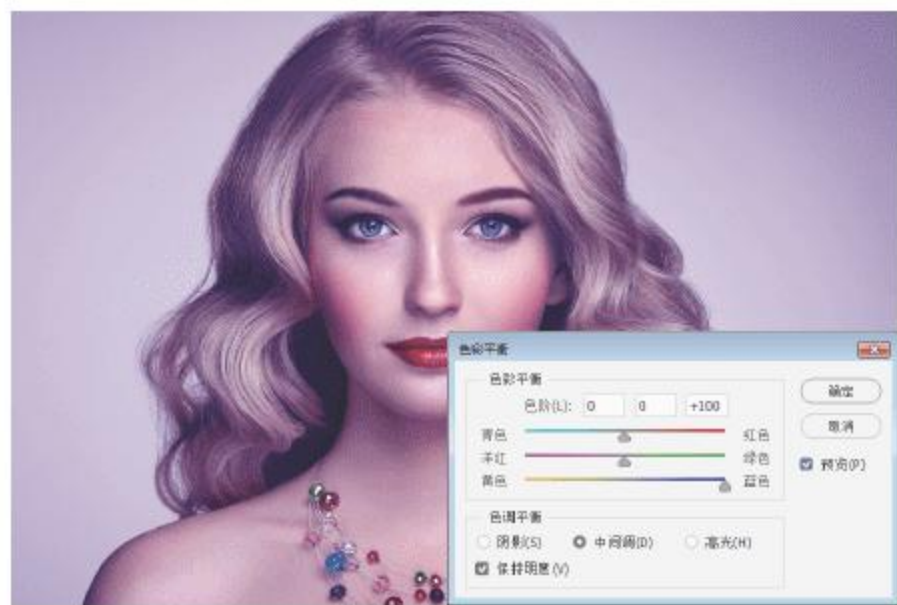 色彩平衡
色彩平衡
色阶(L): 0 0 +100
青色 红色
洋红 绿色
黄色 蓝色
确定
取消
预览(P)
色调平衡
阴影(S) 中间调(D) 高光(H)
保持明度(V)